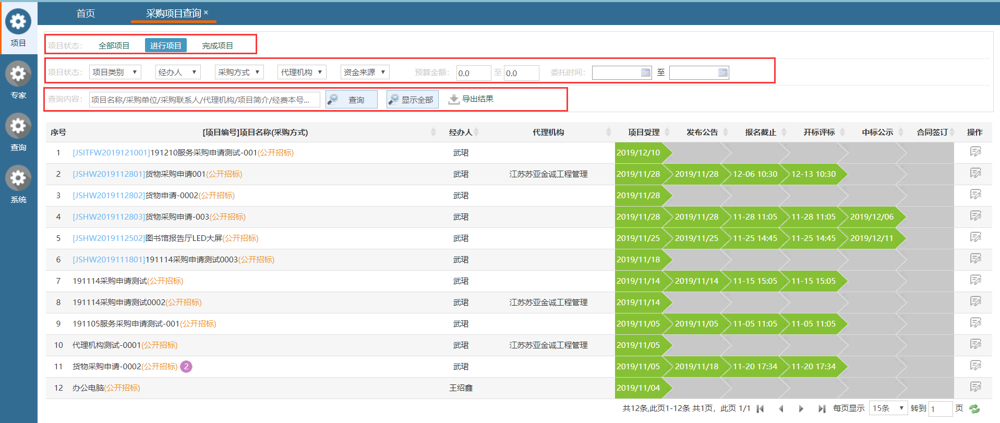 首页 采购项目查询 ×
项目
专家
查询
系统
项目状态: 全部项目 进行项目 完成项目
项目状态: 项目类别 经办人 采购方式 代理机构 资金来源 预算金额: 0.0 至 0.0 委托时间: 至
查询内容: 项目名称/采购单位/采购联系人/代理机构/项目简介/经费本号... 查询 显示全部 导出结果
序号 [项目编号]项目名称(采购方式) 经办人 代理机构 项目受理 发布公告 报名截止 开标评标 中标公示 合同签订 操作
1 [JSITFW2019121001]191210服务采购申请测试-001(公开招标) 武珺 2019/12/10
2 [JSHW2019112801]货物采购申请001(公开招标) 武珺 江苏苏亚金诚工程管理 2019/11/28 2019/11/28 12-06 10:30 12-13 10:30
3 [JSHW2019112802]货物申请-0002(公开招标) 武珺 2019/11/28
4 [JSHW2019112803]货物采购申请-003(公开招标) 武珺 2019/11/28 2019/11/28 11-28 11:05 11-28 11:05 2019/12/06
5 [JSHW2019112502]图书馆报告厅LED大屏(公开招标) 武珺 2019/11/25 2019/11/25 11-25 14:45 11-25 14:45 2019/12/11
6 [JSHW2019111801]191114采购申请测试0003(公开招标) 武珺 2019/11/18
7 191114采购申请测试(公开招标) 武珺 2019/11/14 2019/11/14 11-15 15:05 11-15 15:05
8 191114采购申请测试0002(公开招标) 武珺 江苏苏亚金诚工程管理 2019/11/14
9 191105服务采购申请测试-001(公开招标) 武珺 2019/11/05 2019/11/05 11-05 11:05 11-05 11:05
10 代理机构测试-0001(公开招标) 武珺 江苏苏亚金诚工程管理 2019/11/05
11 货物采购申请-0002(公开招标) 2 武珺 2019/11/05 2019/11/18 11-20 17:34 11-20 17:34
12 办公电脑(公开招标) 王绍鑫 2019/11/04
共12条,此页1-12条 共1页, 此页 1/1 每页显示 15条 转到 1 页